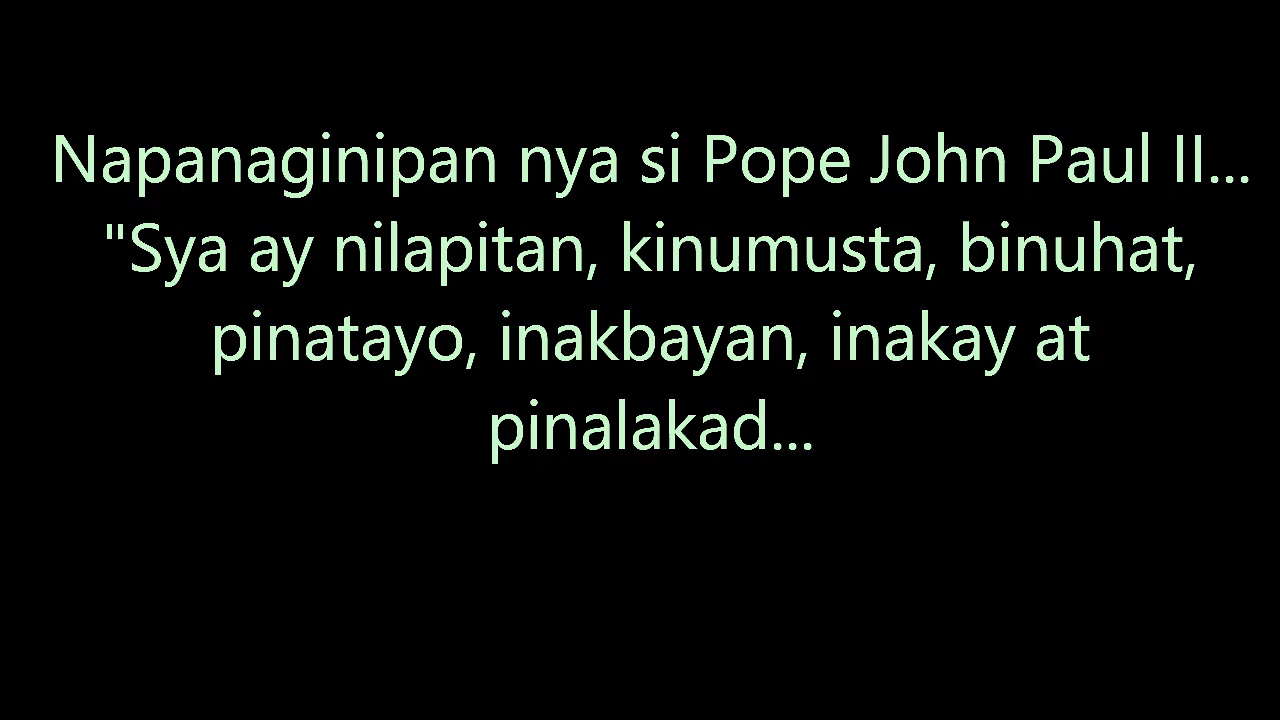 Napanaginipan nya si Pope John Paul II...
"Sya ay nilapitan, kinumusta, binuhat,
pinatayo, inakbayan, inakay at
pinalakad...